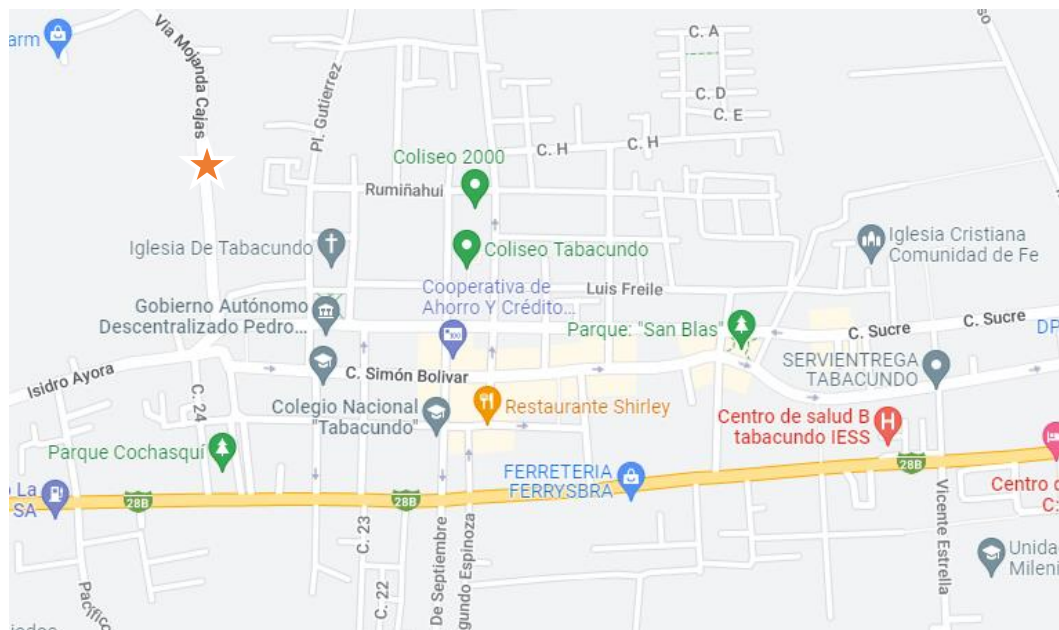 arm
Via Mojanda Cajas
Pl. Gutierrez
C. A
C. D
C. E
C. H
C. H
Coliseo 2000
Rumiñahui
Iglesia De Tabacundo
Coliseo Tabacundo
Iglesia Cristiana
Comunidad de Fe
Cooperativa de
Ahorro Y Crédito...
Luis Freile
Gobierno Autónomo
Descentralizado Pedro...
Parque: "San Blas"
C. Sucre
C. Sucre
DP
Isidro Ayora
C. Simón Bolivar
SERVIENTREGA
TABACUNDO
C. 24
Colegio Nacional
"Tabacundo"
Restaurante Shirley
Centro de salud B
tabacundo IESS
Parque Cochasquí
FERRETERIA
FERRYSBRA
28B
28B
28B
La
SA
Centro
C:
C. 23
C. 22
De Septiembre
gundo Espinoza
Vicente Estrella
Unida
Mileni
Pacífico